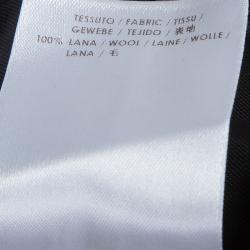 TESSUTO / FABRIC / TISSU /
GEWEBE / TEJIDO / 表地
100% LANA / WOOL / LAINE / WOLLE /
LANA / 毛